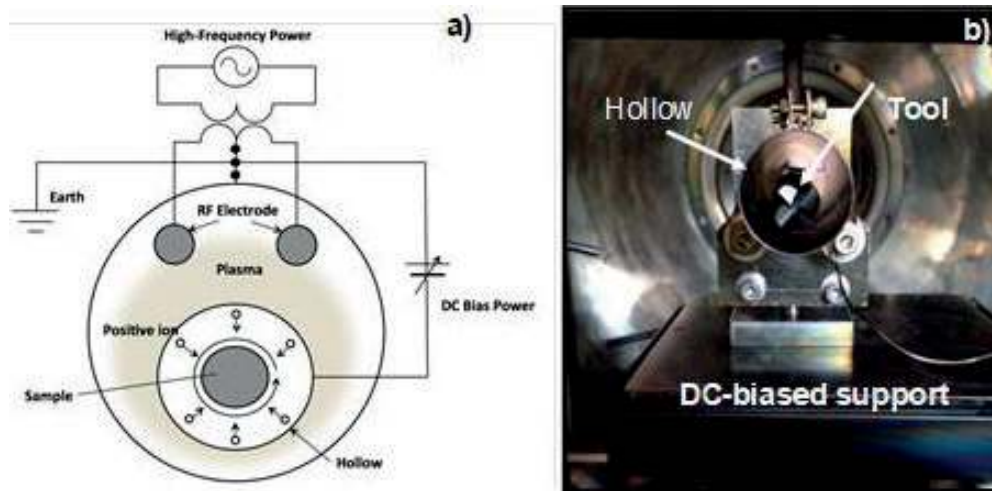 a)
High-Frequency Power
Earth
RF Electrode
Plasma
DC Bias Power
Positive ion
Sample
Hollow
b)
Hollow
Tool
DC-biased support